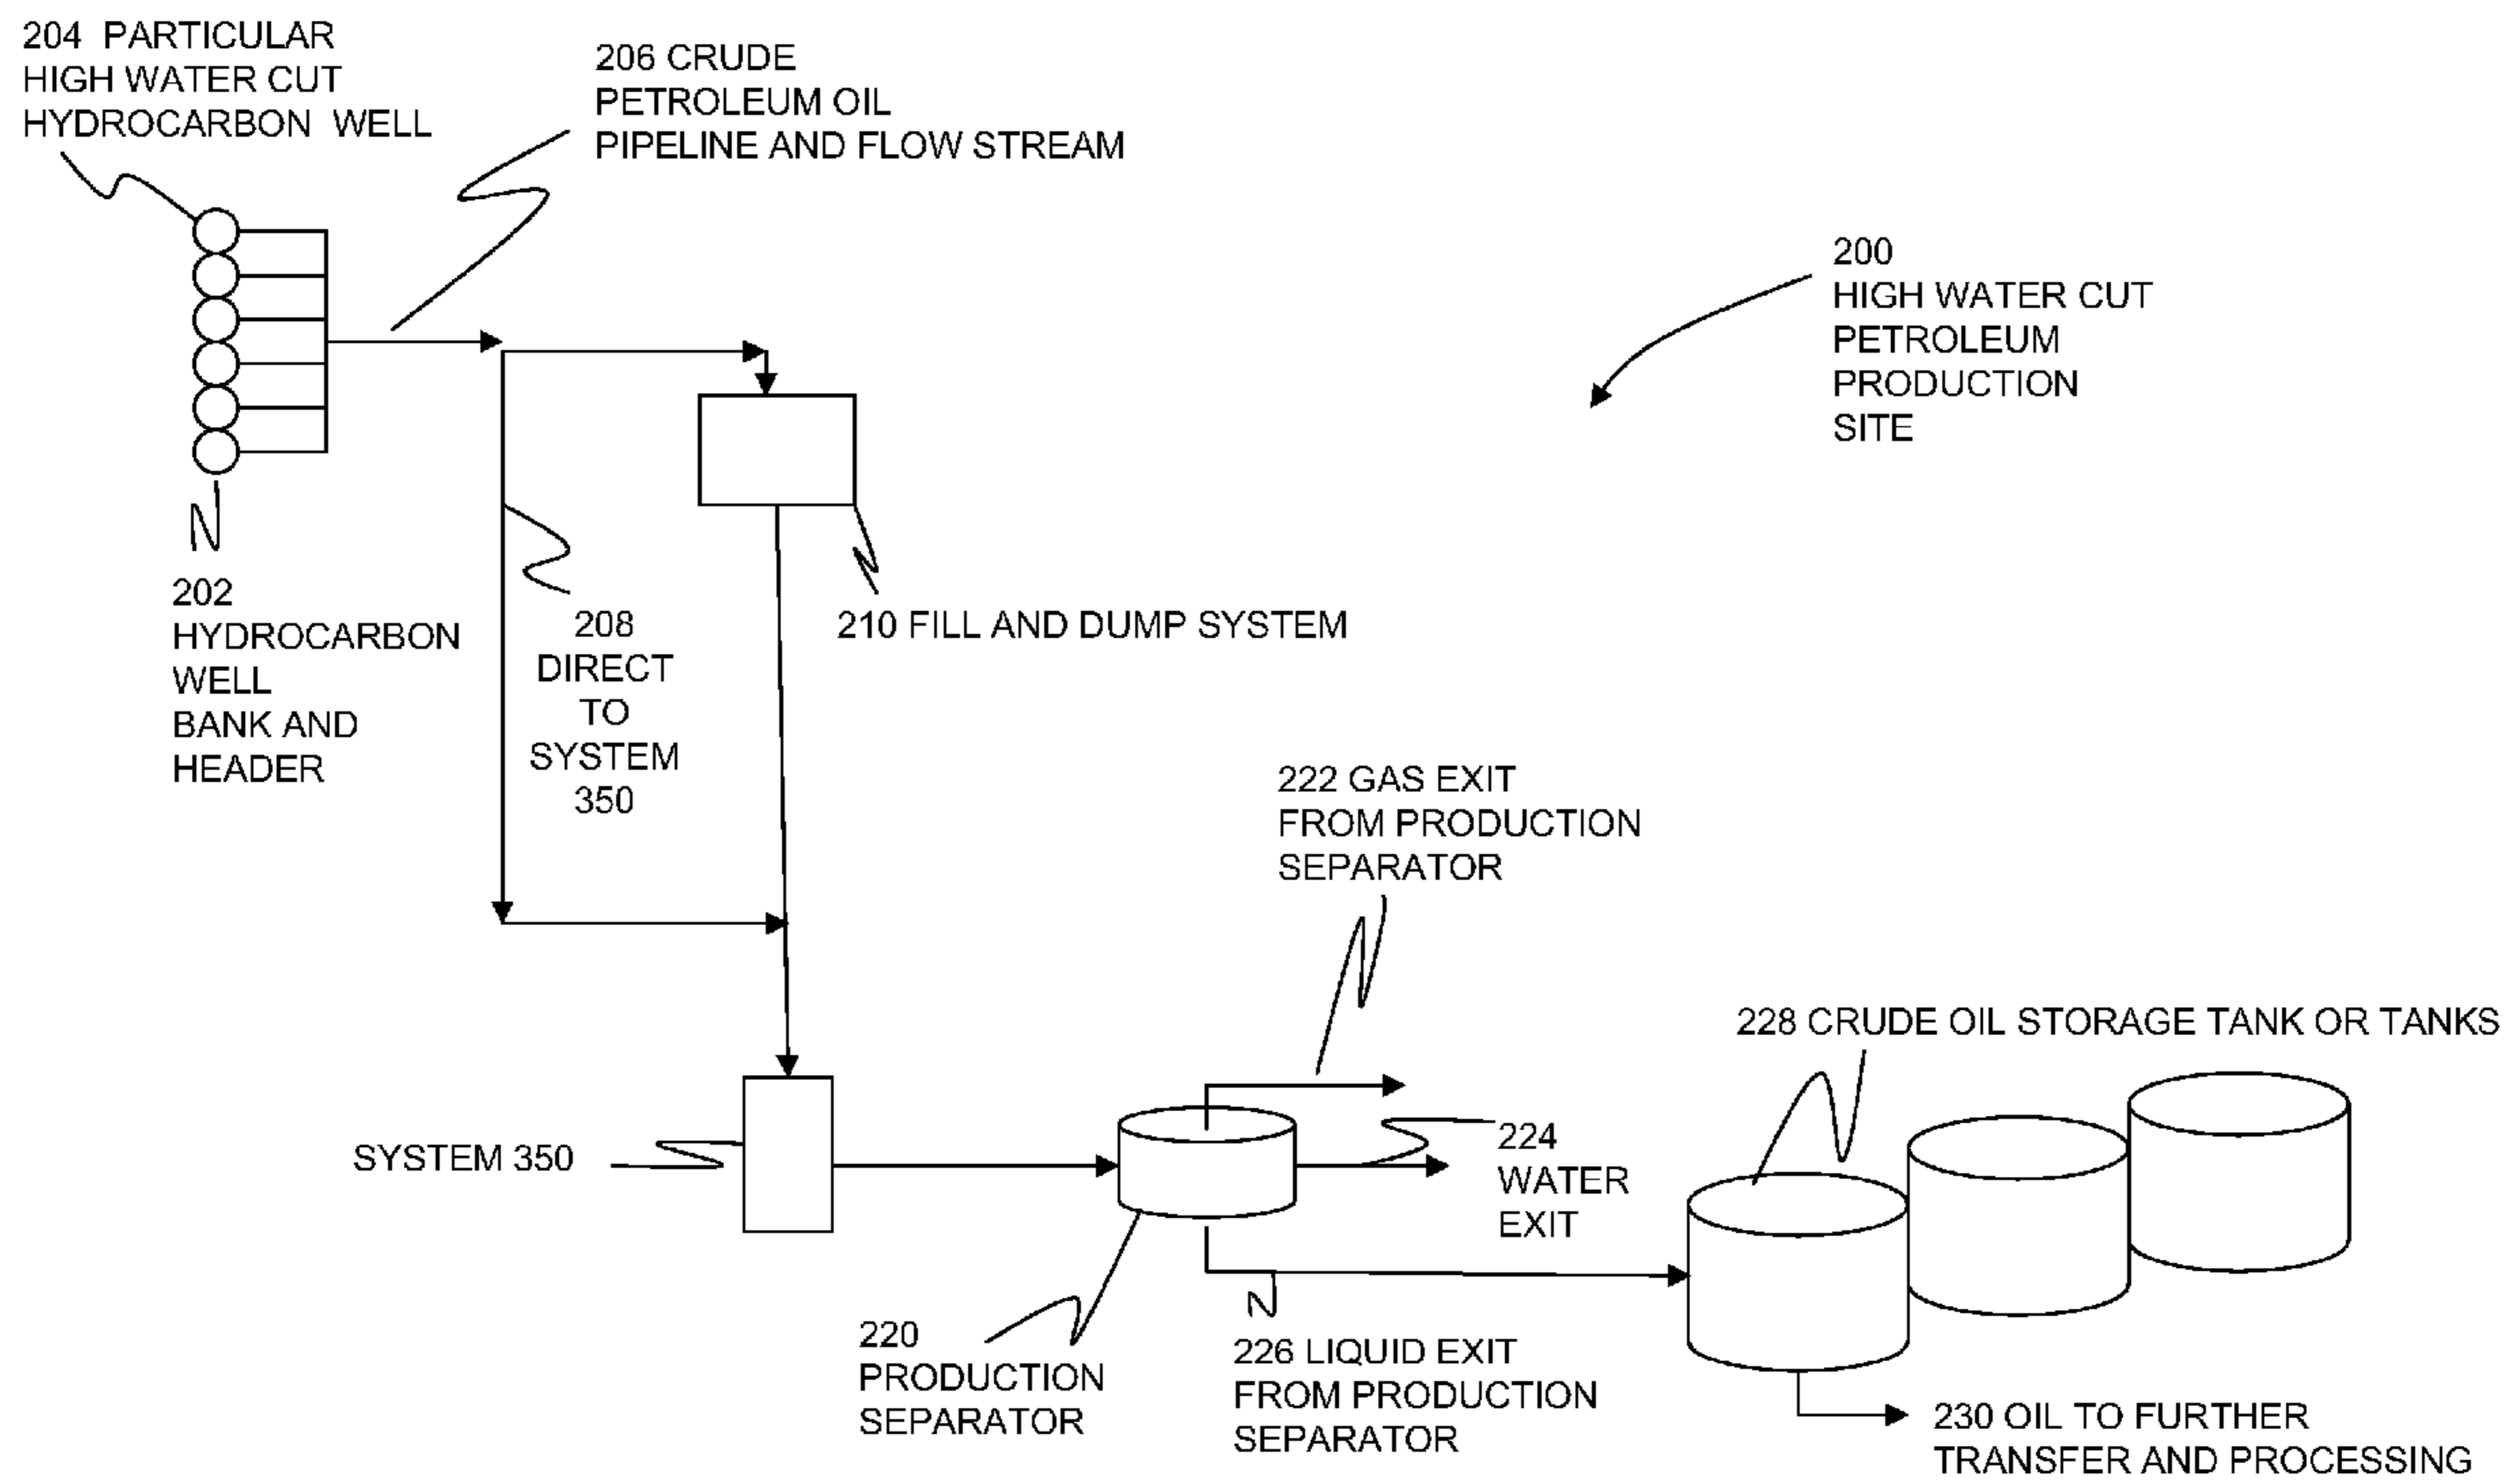 204 PARTICULAR
HIGH WATER CUT
HYDROCARBON WELL
206 CRUDE
PETROLEUM OIL
PIPELINE AND FLOW STREAM
200
HIGH WATER CUT
PETROLEUM
PRODUCTION
SITE
202
HYDROCARBON
WELL
BANK AND
HEADER
208
DIRECT
TO
SYSTEM
350
210 FILL AND DUMP SYSTEM
222 GAS EXIT
FROM PRODUCTION
SEPARATOR
228 CRUDE OIL STORAGE TANK OR TANKS
SYSTEM 350
224
WATER
EXIT
220
PRODUCTION
SEPARATOR
226 LIQUID EXIT
FROM PRODUCTION
SEPARATOR
230 OIL TO FURTHER
TRANSFER AND PROCESSING